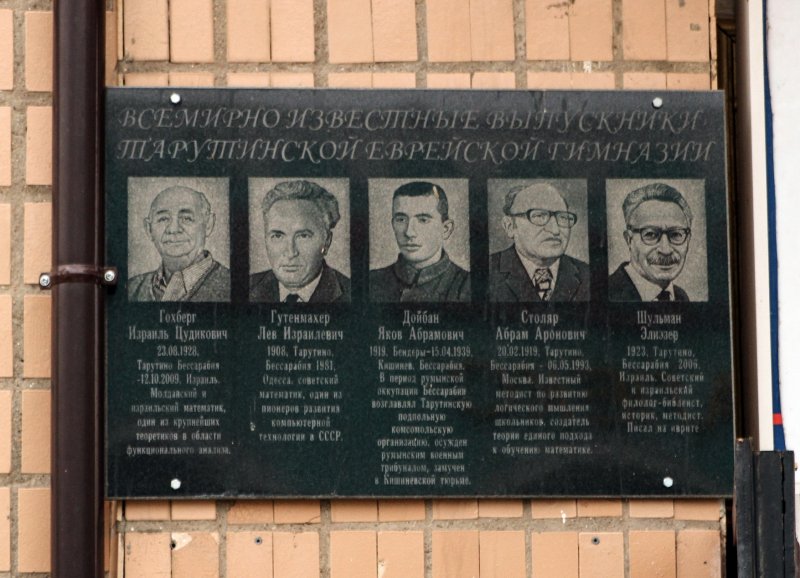 ВСЕМИРНО ИЗВЕСТНЫЕ ВЫПУСКНИКИ
ТАРУТИНСКОЙ ЕВРЕЙСКОЙ ГИМНАЗИИ
Гохберг
Израиль Цудикович
23.08.1928.
Тарутино Бессарабия
-12.10.2009. Израиль.
Молдавский и
израильский математик,
один из крупнейших
теоретиков в области
функционального анализа.
Гутенмахер
Лев Израилевич
1908, Тарутино,
Бессарабия 1981,
Одесса, советский
математик, один из
пионеров развития
компьютерной
технологии в СССР.
Дойбан
Яков Абрамович
1919. Бендеры-15.04.1939.
Кишинев. Бессарабия.
В период румынской
оккупации Бессарабии
возглавлял Тарутинскую
подпольную
комсомольскую
организацию, осужден
румынским военным
трибуналом, замучен
в Кишиневской тюрьме.
Столяр
Абрам Аронович
20.02.1919. Тарутино,
Бессарабия - 06.05.1993,
Москва. Известный
методист по развитию
логического мышления
школьников, создатель
теории единого подхода
к обучению математике.
Шульман
Элиэзер
1923. Тарутино,
Бессарабия 2006.
Израиль. Советский
и израильский
филолог-библеист,
историк, методист.
Писал на иврите